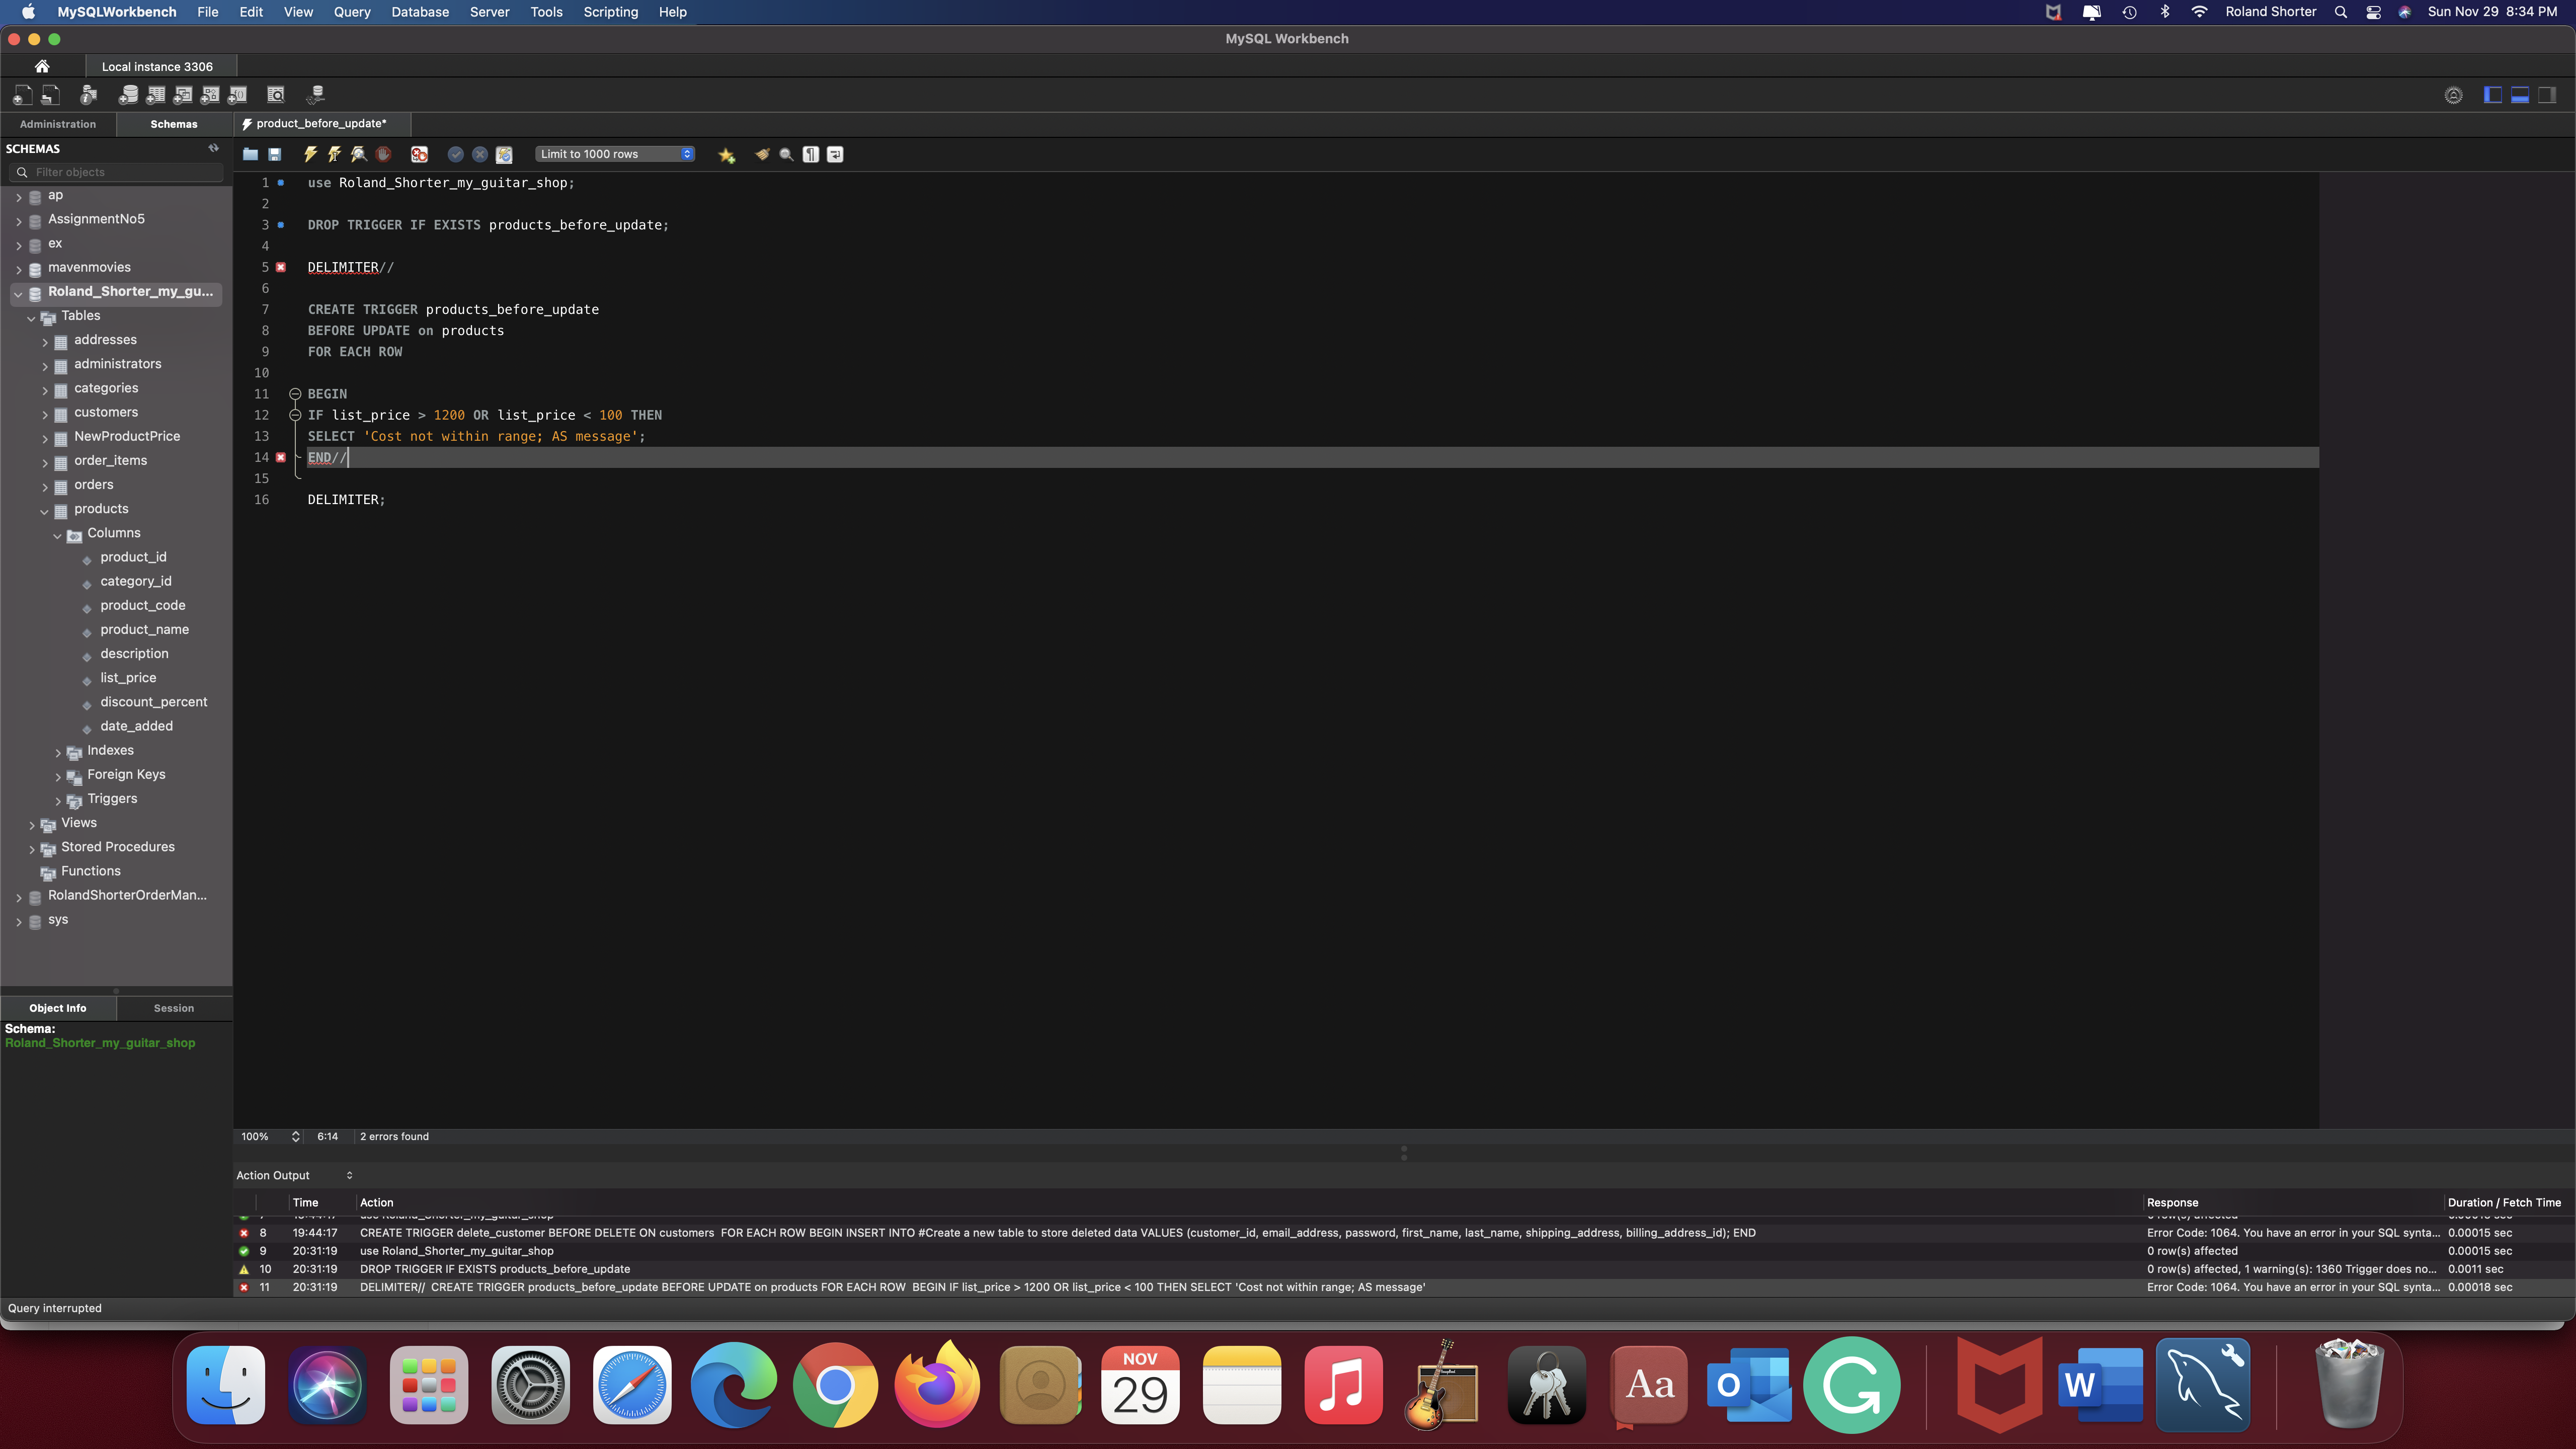 MySQLWorkbench File Edit View Query Database Server Tools Scripting Help Roland Shorter Sun Nov 29 8:34 PM
MySQL Workbench
Local instance 3306
Administration Schemas product_before_update*
SCHEMAS
Limit to 1000 rows
Filter objects
ap
AssignmentNo5
ex
mavenmovies
Roland_Shorter_my_gu...
Tables
addresses
administrators
categories
customers
NewProductPrice
order_items
orders
products
Columns
product_id
category_id
product_code
product_name
description
list_price
discount_percent
date_added
Indexes
Foreign Keys
Triggers
Views
Stored Procedures
Functions
RolandShorterOrderMan...
sys
Object Info Session
Schema:
Roland_Shorter_my_guitar_shop
1 use Roland_Shorter_my_guitar_shop;
2
3 DROP TRIGGER IF EXISTS products_before_update;
4
5 DELIMITER//
6
7 CREATE TRIGGER products_before_update
8 BEFORE UPDATE on products
9 FOR EACH ROW
10
11 BEGIN
12 IF list_price > 1200 OR list_price < 100 THEN
13 SELECT 'Cost not within range; AS message';
14 END//
15
16 DELIMITER;
100% 6:14 2 errors found
Action Output
Time Action Response Duration / Fetch Time
8 19:44:17 CREATE TRIGGER delete_customer BEFORE DELETE ON customers FOR EACH ROW BEGIN INSERT INTO #Create a new table to store deleted data VALUES (customer_id, email_address, password, first_name, last_name, shipping_address, billing_address_id); END Error Code: 1064. You have an error in your SQL synta... 0.00015 sec
9 20:31:19 use Roland_Shorter_my_guitar_shop 0 row(s) affected 0.00015 sec
10 20:31:19 DROP TRIGGER IF EXISTS products_before_update 0 row(s) affected, 1 warning(s): 1360 Trigger does no... 0.0011 sec
11 20:31:19 DELIMITER// CREATE TRIGGER products_before_update BEFORE UPDATE on products FOR EACH ROW BEGIN IF list_price > 1200 OR list_price < 100 THEN SELECT 'Cost not within range; AS message' Error Code: 1064. You have an error in your SQL synta... 0.00018 sec
Query interrupted
NOV
29
Aa
O
G
W